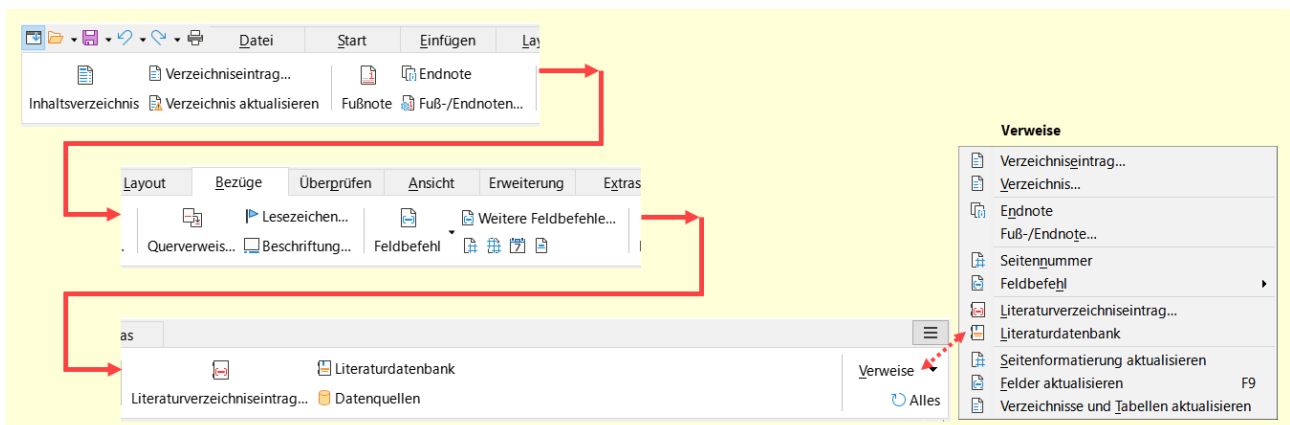 Datei Start Einfügen Lay
Verzeichniseintrag... Endnote
Inhaltsverzeichnis Verzeichnis aktualisieren Fußnote Fuß-/Endnoten...
Layout Bezüge Überprüfen Ansicht Erweiterung Extras
Lesezeichen... Weitere Feldbefehle...
. Querverweis... Beschriftung... Feldbefehl
as
Literaturdatenbank
Literaturverzeichniseintrag... Datenquellen
Verweise
Alles
Verweise
Verzeichniseintrag...
Verzeichnis...
Endnote
Fuß-/Endnote...
Seitennummer
Feldbefehl
Literaturverzeichniseintrag...
Literaturdatenbank
Seitenformatierung aktualisieren
Felder aktualisieren F9
Verzeichnisse und Tabellen aktualisieren